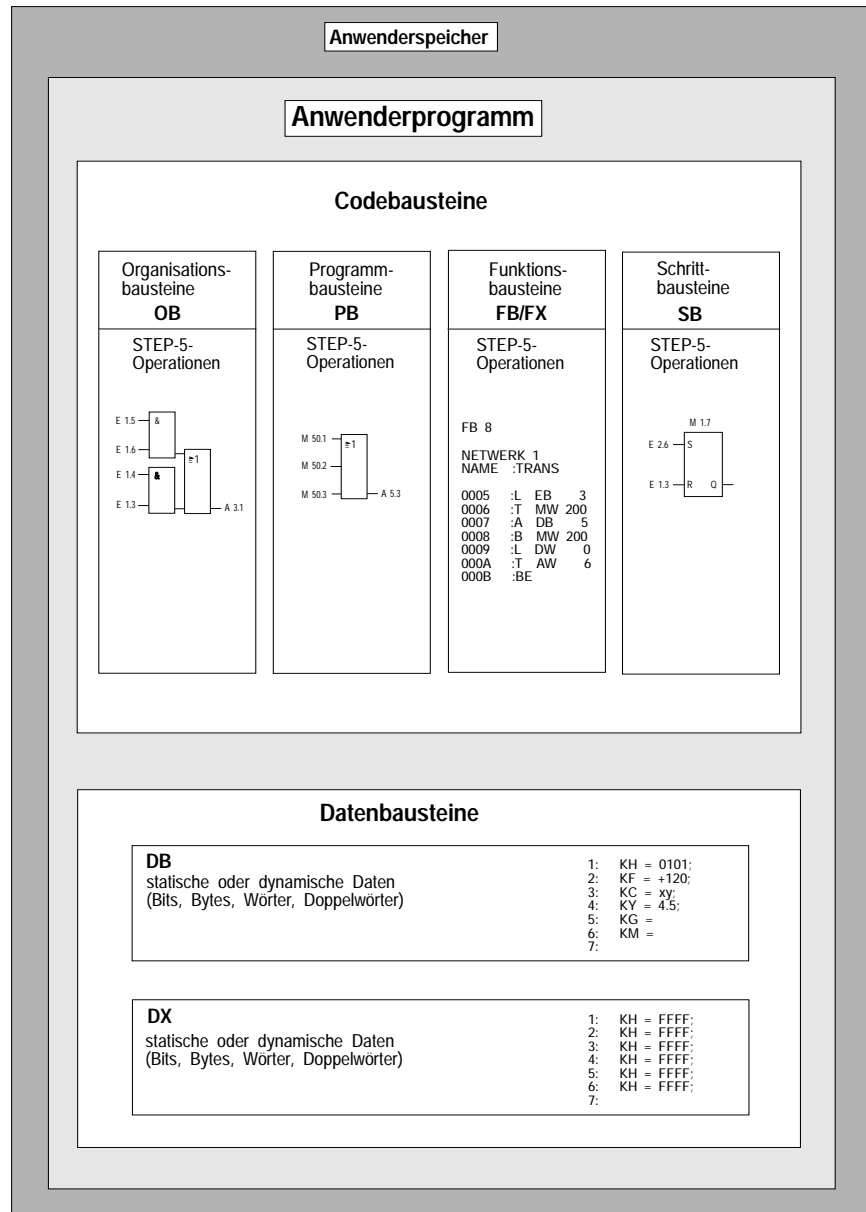 Anwenderspeicher
Anwenderprogramm
Codebausteine
Organisations-
bausteine
OB
STEP-5-
Operationen
E 1.5
&
E 1.6
≥1
E 1.4
&
E 1.3
A 3.1
Programm-
bausteine
PB
STEP-5-
Operationen
M 50.1
≥1
M 50.2
M 50.3
A 5.3
Funktions-
bausteine
FB/FX
STEP-5-
Operationen
FB 8
NETWERK 1
NAME :TRANS
0005 :L EB 3
0006 :T MW 200
0007 :A DB 5
0008 :B MW 200
0009 :L DW 0
000A :T AW 6
000B :BE
Schritt-
bausteine
SB
STEP-5-
Operationen
M 1.7
E 2.6
S
E 1.3
R Q
Datenbausteine
DB
statische oder dynamische Daten
(Bits, Bytes, Wörter, Doppelwörter)
1: KH = 0101;
2: KF = +120;
3: KC = xy;
4: KY = 4.5;
5: KG =
6: KM =
7:
DX
statische oder dynamische Daten
(Bits, Bytes, Wörter, Doppelwörter)
1: KH = FFFF;
2: KH = FFFF;
3: KH = FFFF;
4: KH = FFFF;
5: KH = FFFF;
6: KH = FFFF;
7: